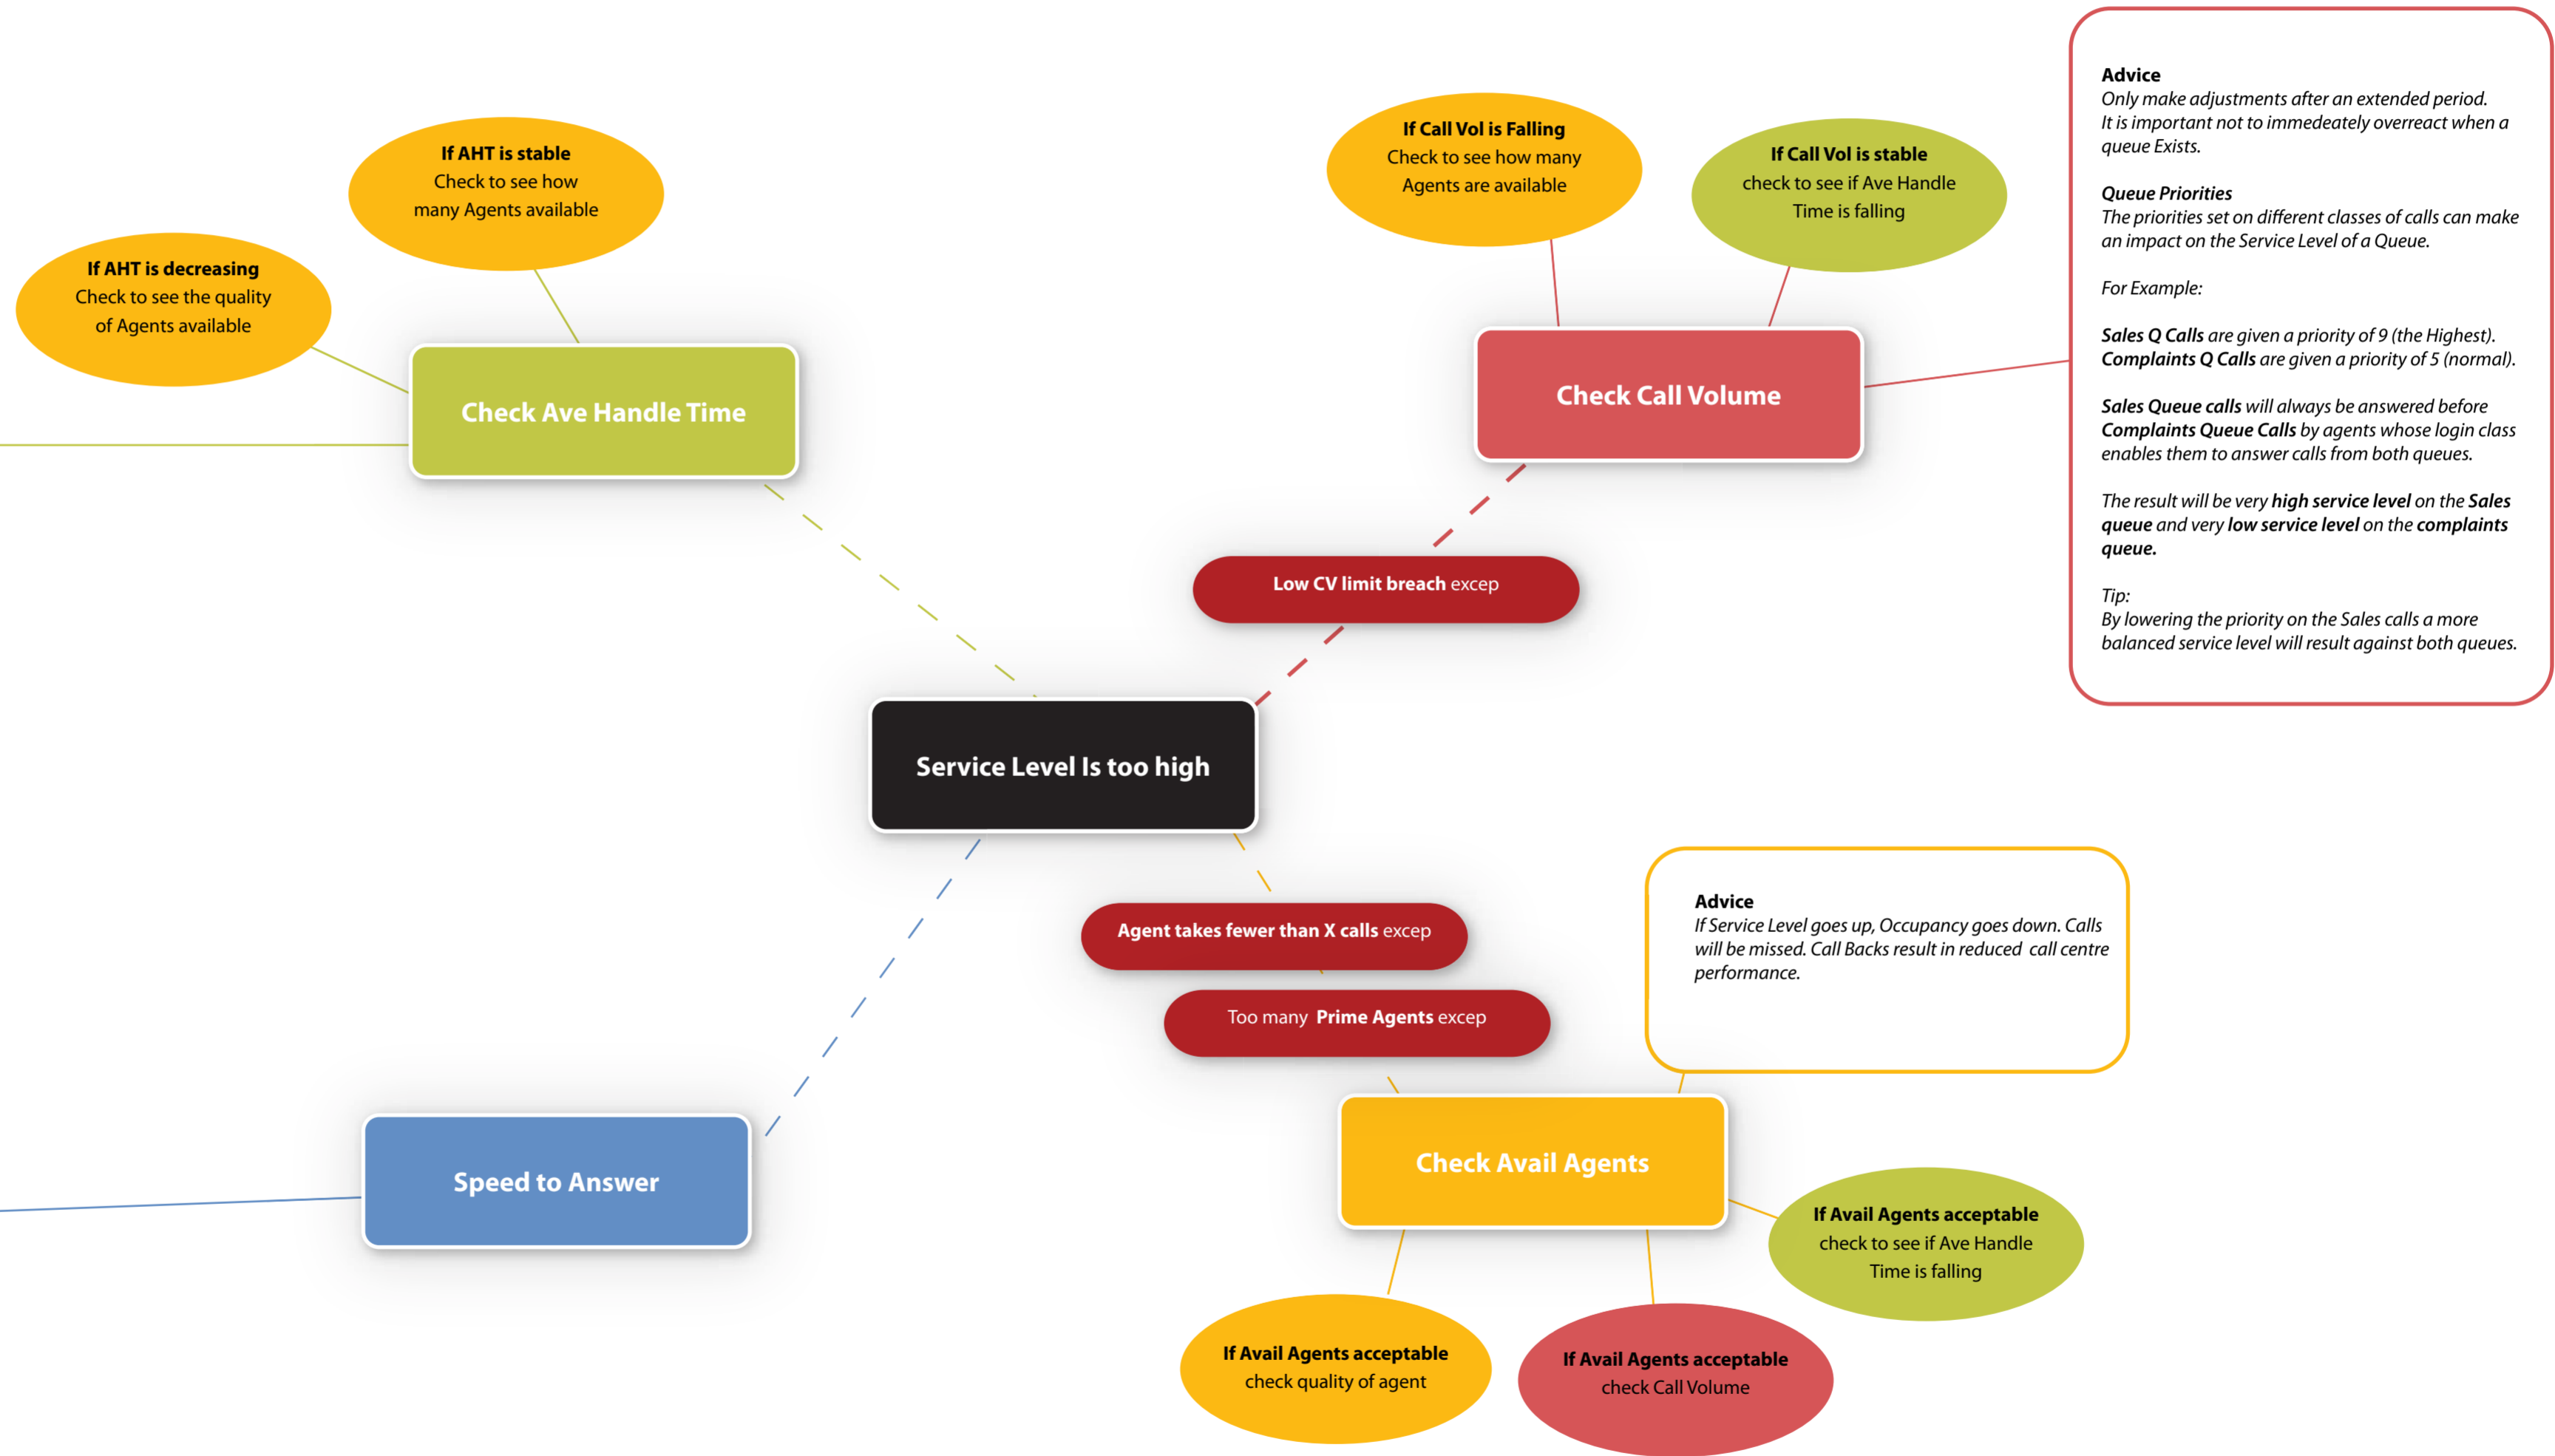 If AHT is stable
Check to see how
many Agents available
If AHT is decreasing
Check to see the quality
of Agents available
Check Ave Handle Time
If Call Vol is Falling
Check to see how many
Agents are available
If Call Vol is stable
check to see if Ave Handle
Time is falling
Check Call Volume
Advice
Only make adjustments after an extended period.
It is important not to immedeately overreact when a
queue Exists.
Queue Priorities
The priorities set on different classes of calls can make
an impact on the Service Level of a Queue.
For Example:
Sales Q Calls are given a priority of 9 (the Highest).
Complaints Q Calls are given a priority of 5 (normal).
Sales Queue calls will always be answered before
Complaints Queue Calls by agents whose login class
enables them to answer calls from both queues.
The result will be very high service level on the Sales
queue and very low service level on the complaints
queue.
Tip:
By lowering the priority on the Sales calls a more
balanced service level will result against both queues.
Low CV limit breach excep
Service Level Is too high
Agent takes fewer than X calls excep
Too many Prime Agents excep
Advice
If Service Level goes up, Occupancy goes down. Calls
will be missed. Call Backs result in reduced call centre
performance.
Speed to Answer
Check Avail Agents
If Avail Agents acceptable
check to see if Ave Handle
Time is falling
If Avail Agents acceptable
check quality of agent
If Avail Agents acceptable
check Call Volume